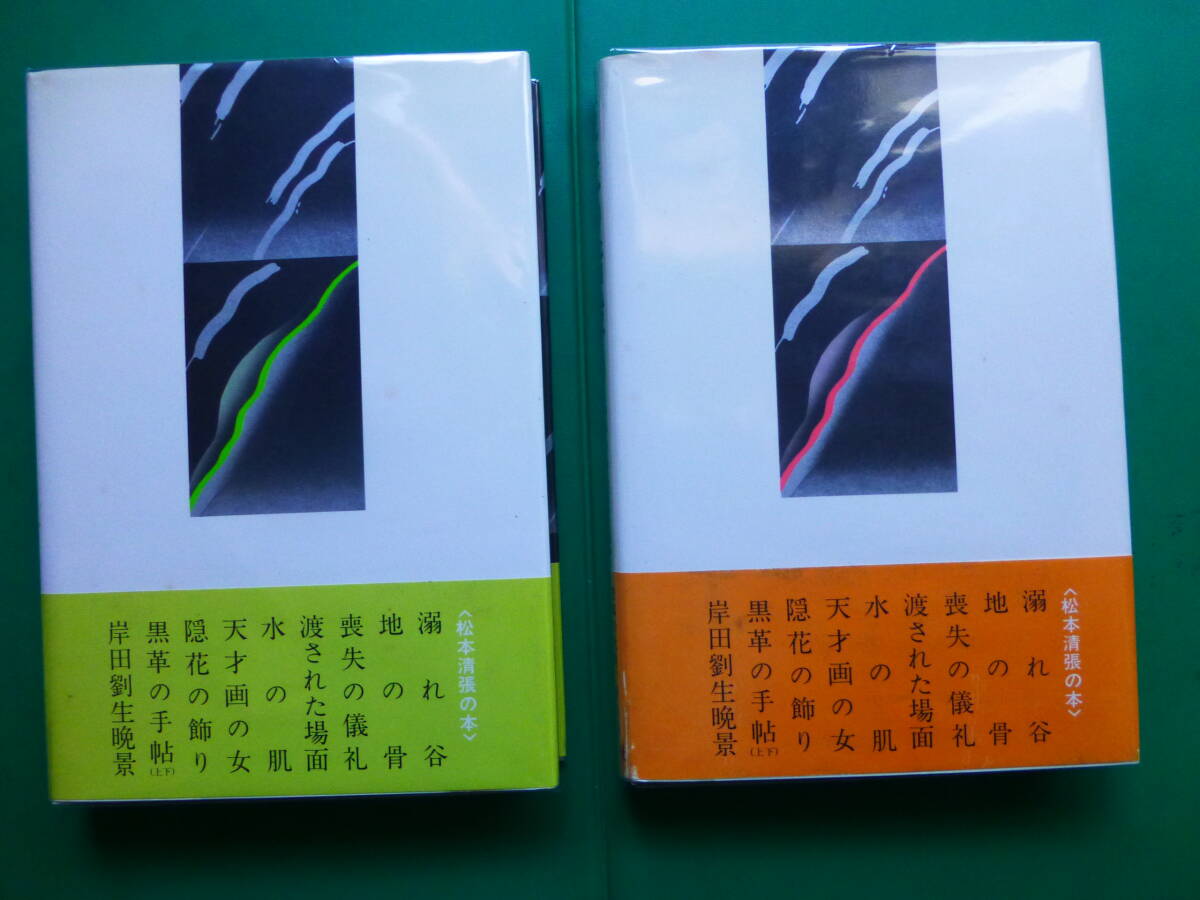 〈松本清張の本〉
溺れ谷
地の骨
喪失の儀礼
渡された場面
水の肌
天才画の女
隠花の飾り
黒革の手帖(上下)
岸田劉生晩景
〈松本清張の本〉
溺れ谷
地の骨
喪失の儀礼
渡された場面
水の肌
天才画の女
隠花の飾り
黒革の手帖(上下)
岸田劉生晩景